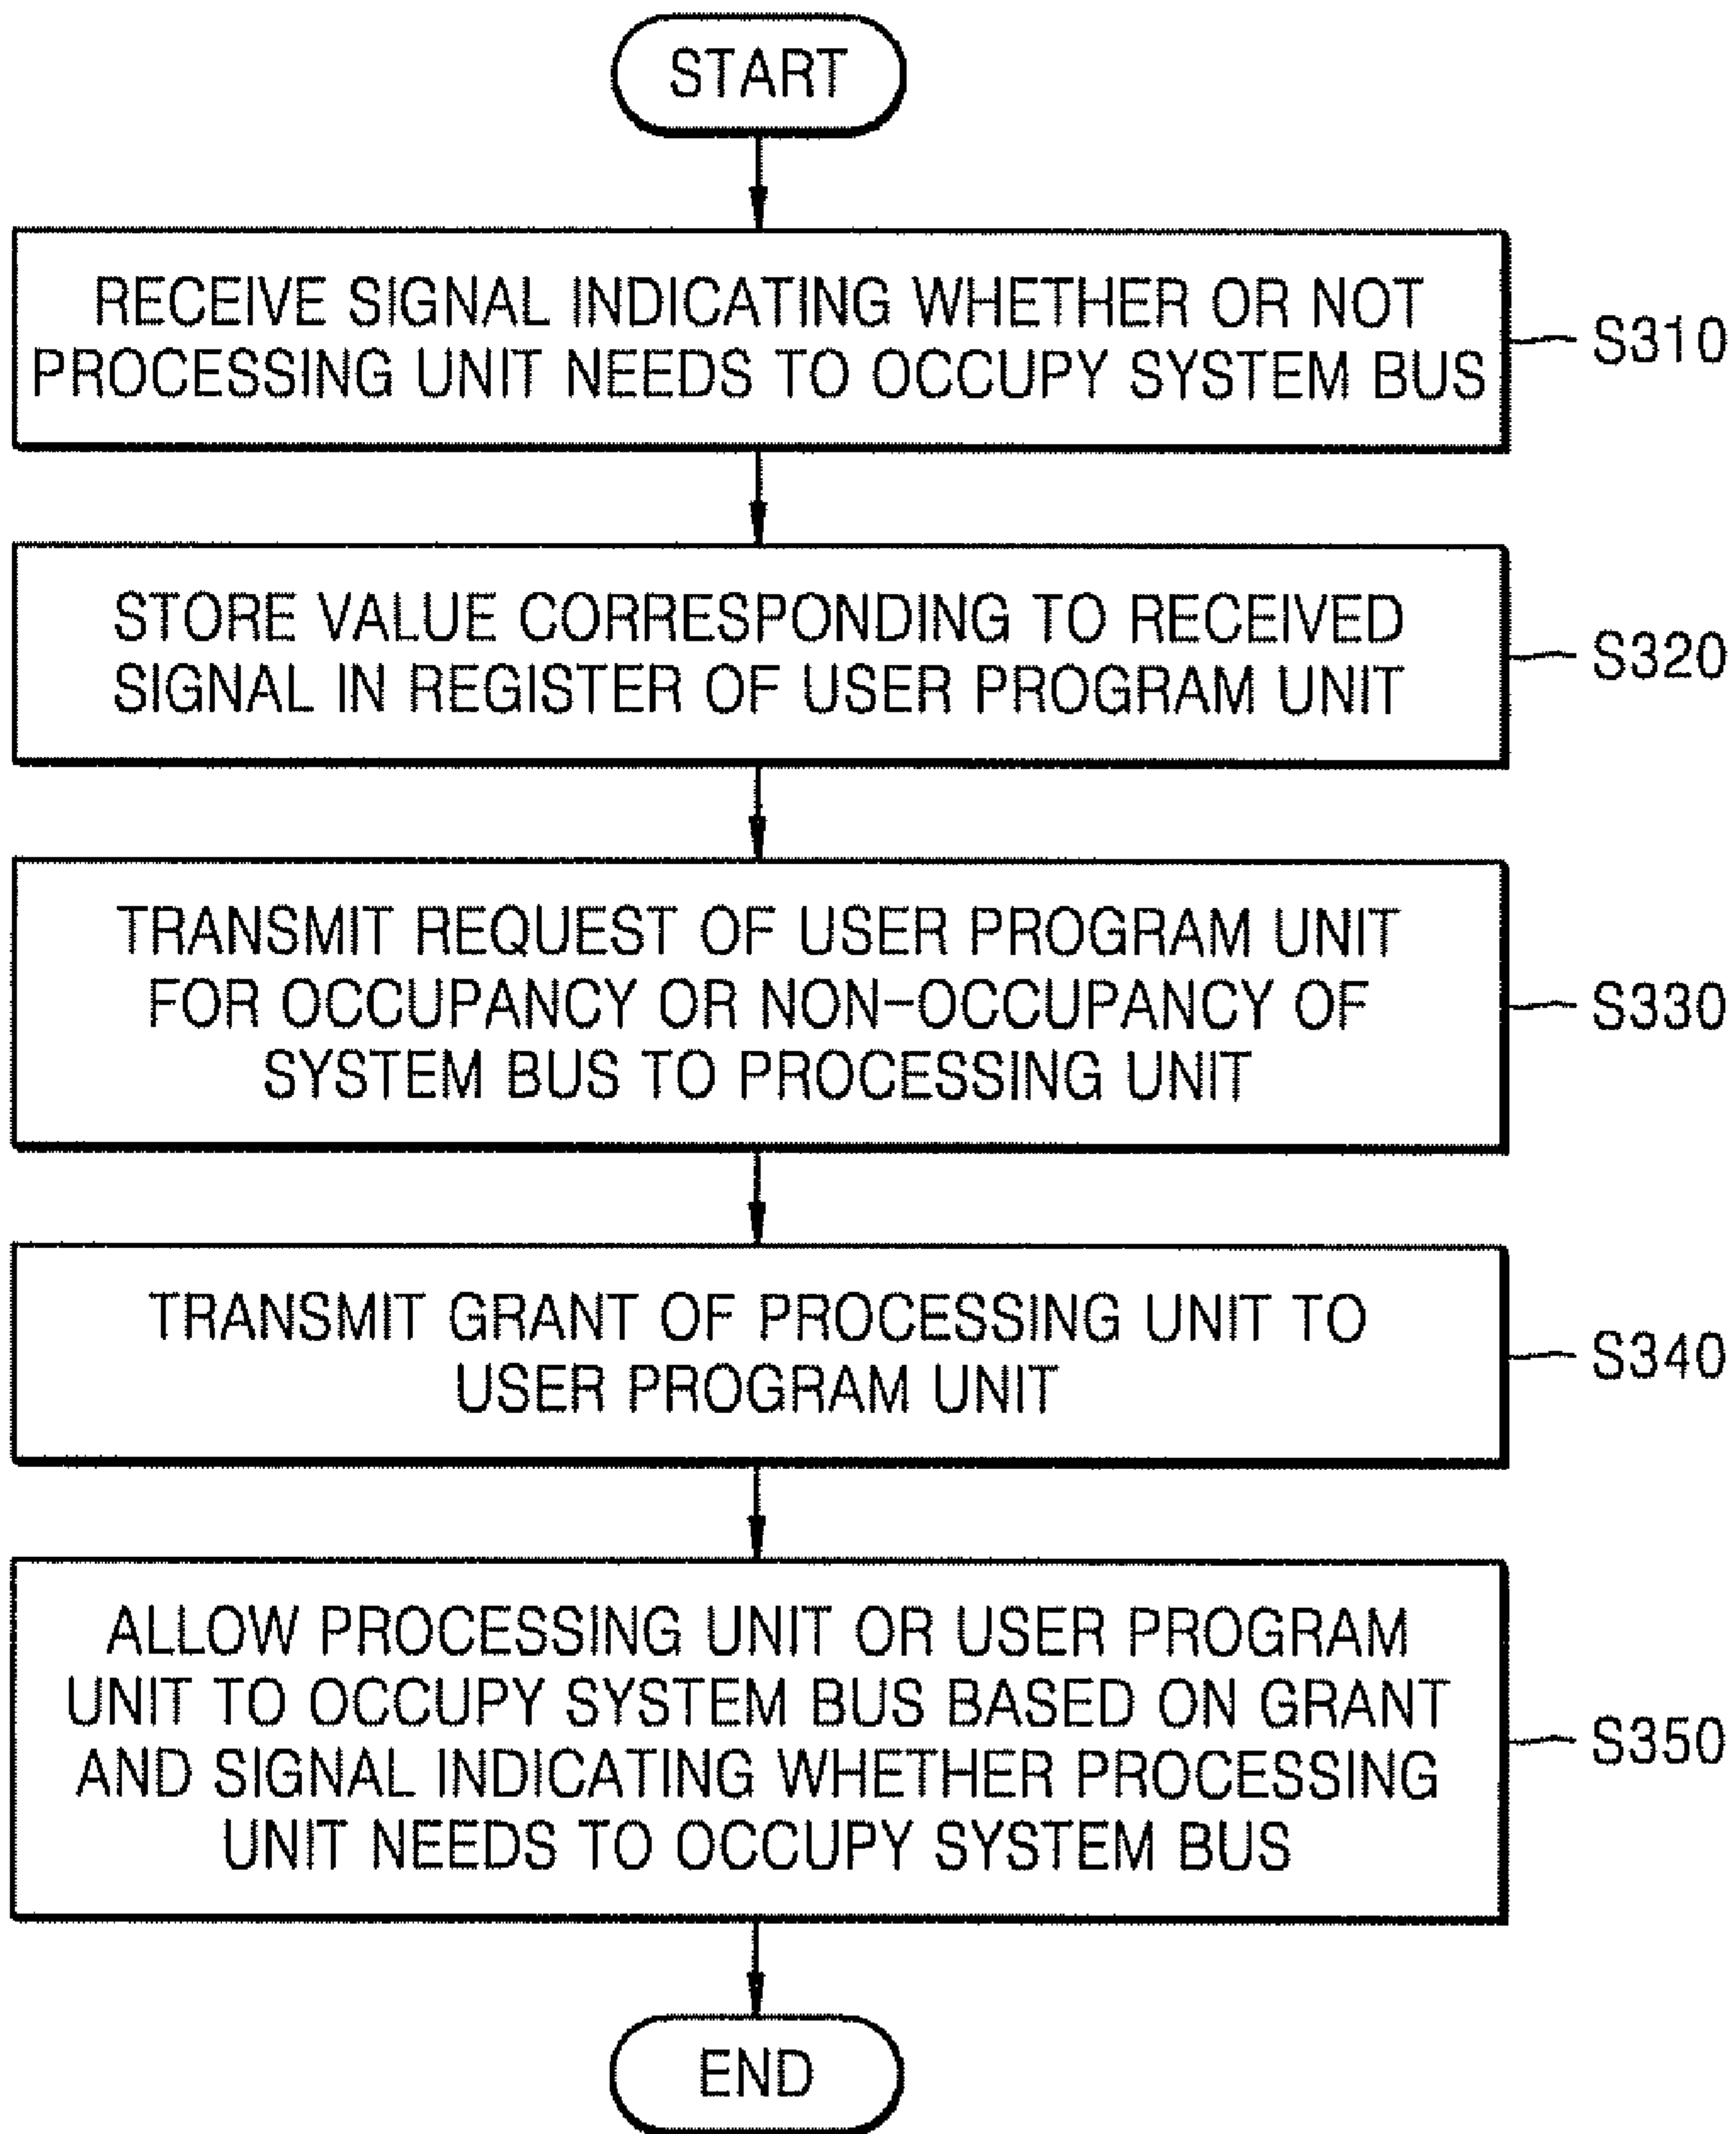 START
RECEIVE SIGNAL INDICATING WHETHER OR NOT
PROCESSING UNIT NEEDS TO OCCUPY SYSTEM BUS
S310
STORE VALUE CORRESPONDING TO RECEIVED
SIGNAL IN REGISTER OF USER PROGRAM UNIT
S320
TRANSMIT REQUEST OF USER PROGRAM UNIT
FOR OCCUPANCY OR NON-OCCUPANCY OF
SYSTEM BUS TO PROCESSING UNIT
S330
TRANSMIT GRANT OF PROCESSING UNIT TO
USER PROGRAM UNIT
S340
ALLOW PROCESSING UNIT OR USER PROGRAM
UNIT TO OCCUPY SYSTEM BUS BASED ON GRANT
AND SIGNAL INDICATING WHETHER PROCESSING
UNIT NEEDS TO OCCUPY SYSTEM BUS
S350
END